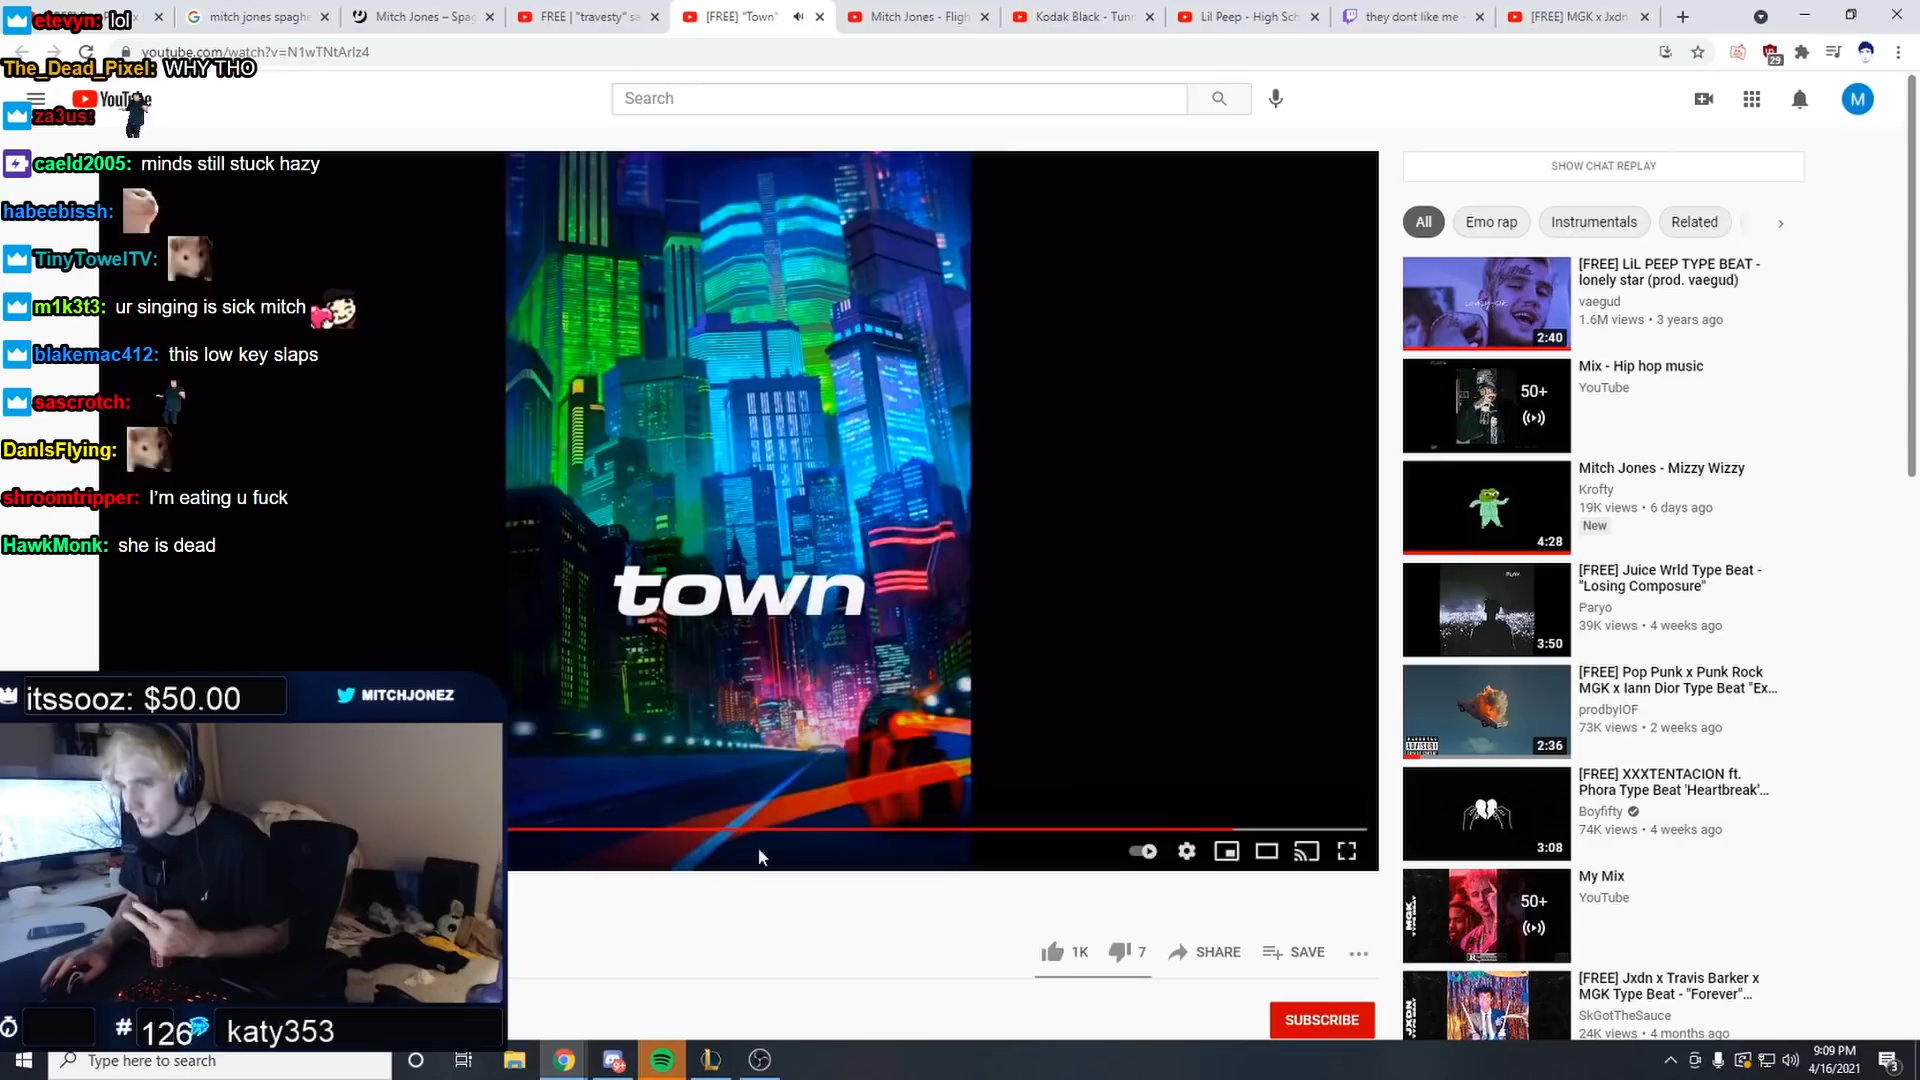 mitch jones spaghe
Mitch Jones – Spag
FREE | "travesty" sa
[FREE] "Town"
Mitch Jones - Fligh
Kodak Black - Tunn
Lil Peep - High Sch
they dont like me -
[FREE] MGK x Jxdn
etevyn: lol
youtube.com/watch?v=N1wTNtArlz4
29
The_Dead_Pixel: WHY THO
YouTube
Search
M
za3us:
caeld2005: minds still stuck hazy
habeebissh:
TinyTowelTV:
m1k3t3: ur singing is sick mitch
blakemac412: this low key slaps
sascrotch:
DanIsFlying:
shroomtripper: I'm eating u fuck
HawkMonk: she is dead
town
itssooz: $50.00
MITCHJONEZ
# 126
katy353
1K
7
SHARE
SAVE
SUBSCRIBE
SHOW CHAT REPLAY
All
Emo rap
Instrumentals
Related
[FREE] LiL PEEP TYPE BEAT -
lonely star (prod. vaegud)
vaegud
1.6M views • 3 years ago
2:40
Mix - Hip hop music
YouTube
50+
Mitch Jones - Mizzy Wizzy
Krofty
19K views • 6 days ago
New
4:28
[FREE] Juice Wrld Type Beat -
"Losing Composure"
Paryo
39K views • 4 weeks ago
PLAY
3:50
[FREE] Pop Punk x Punk Rock
MGK x Iann Dior Type Beat "Ex...
prodbyIOF
73K views • 2 weeks ago
2:36
[FREE] XXXTENTACION ft.
Phora Type Beat 'Heartbreak'...
Boyfifty
74K views • 4 weeks ago
3:08
My Mix
YouTube
50+
MGK
TYPE BEAT
[FREE] Jxdn x Travis Barker x
MGK Type Beat - "Forever"...
SkGotTheSauce
24K views • 4 months ago
JXDN
Type here to search
9:09 PM
4/16/2021
3